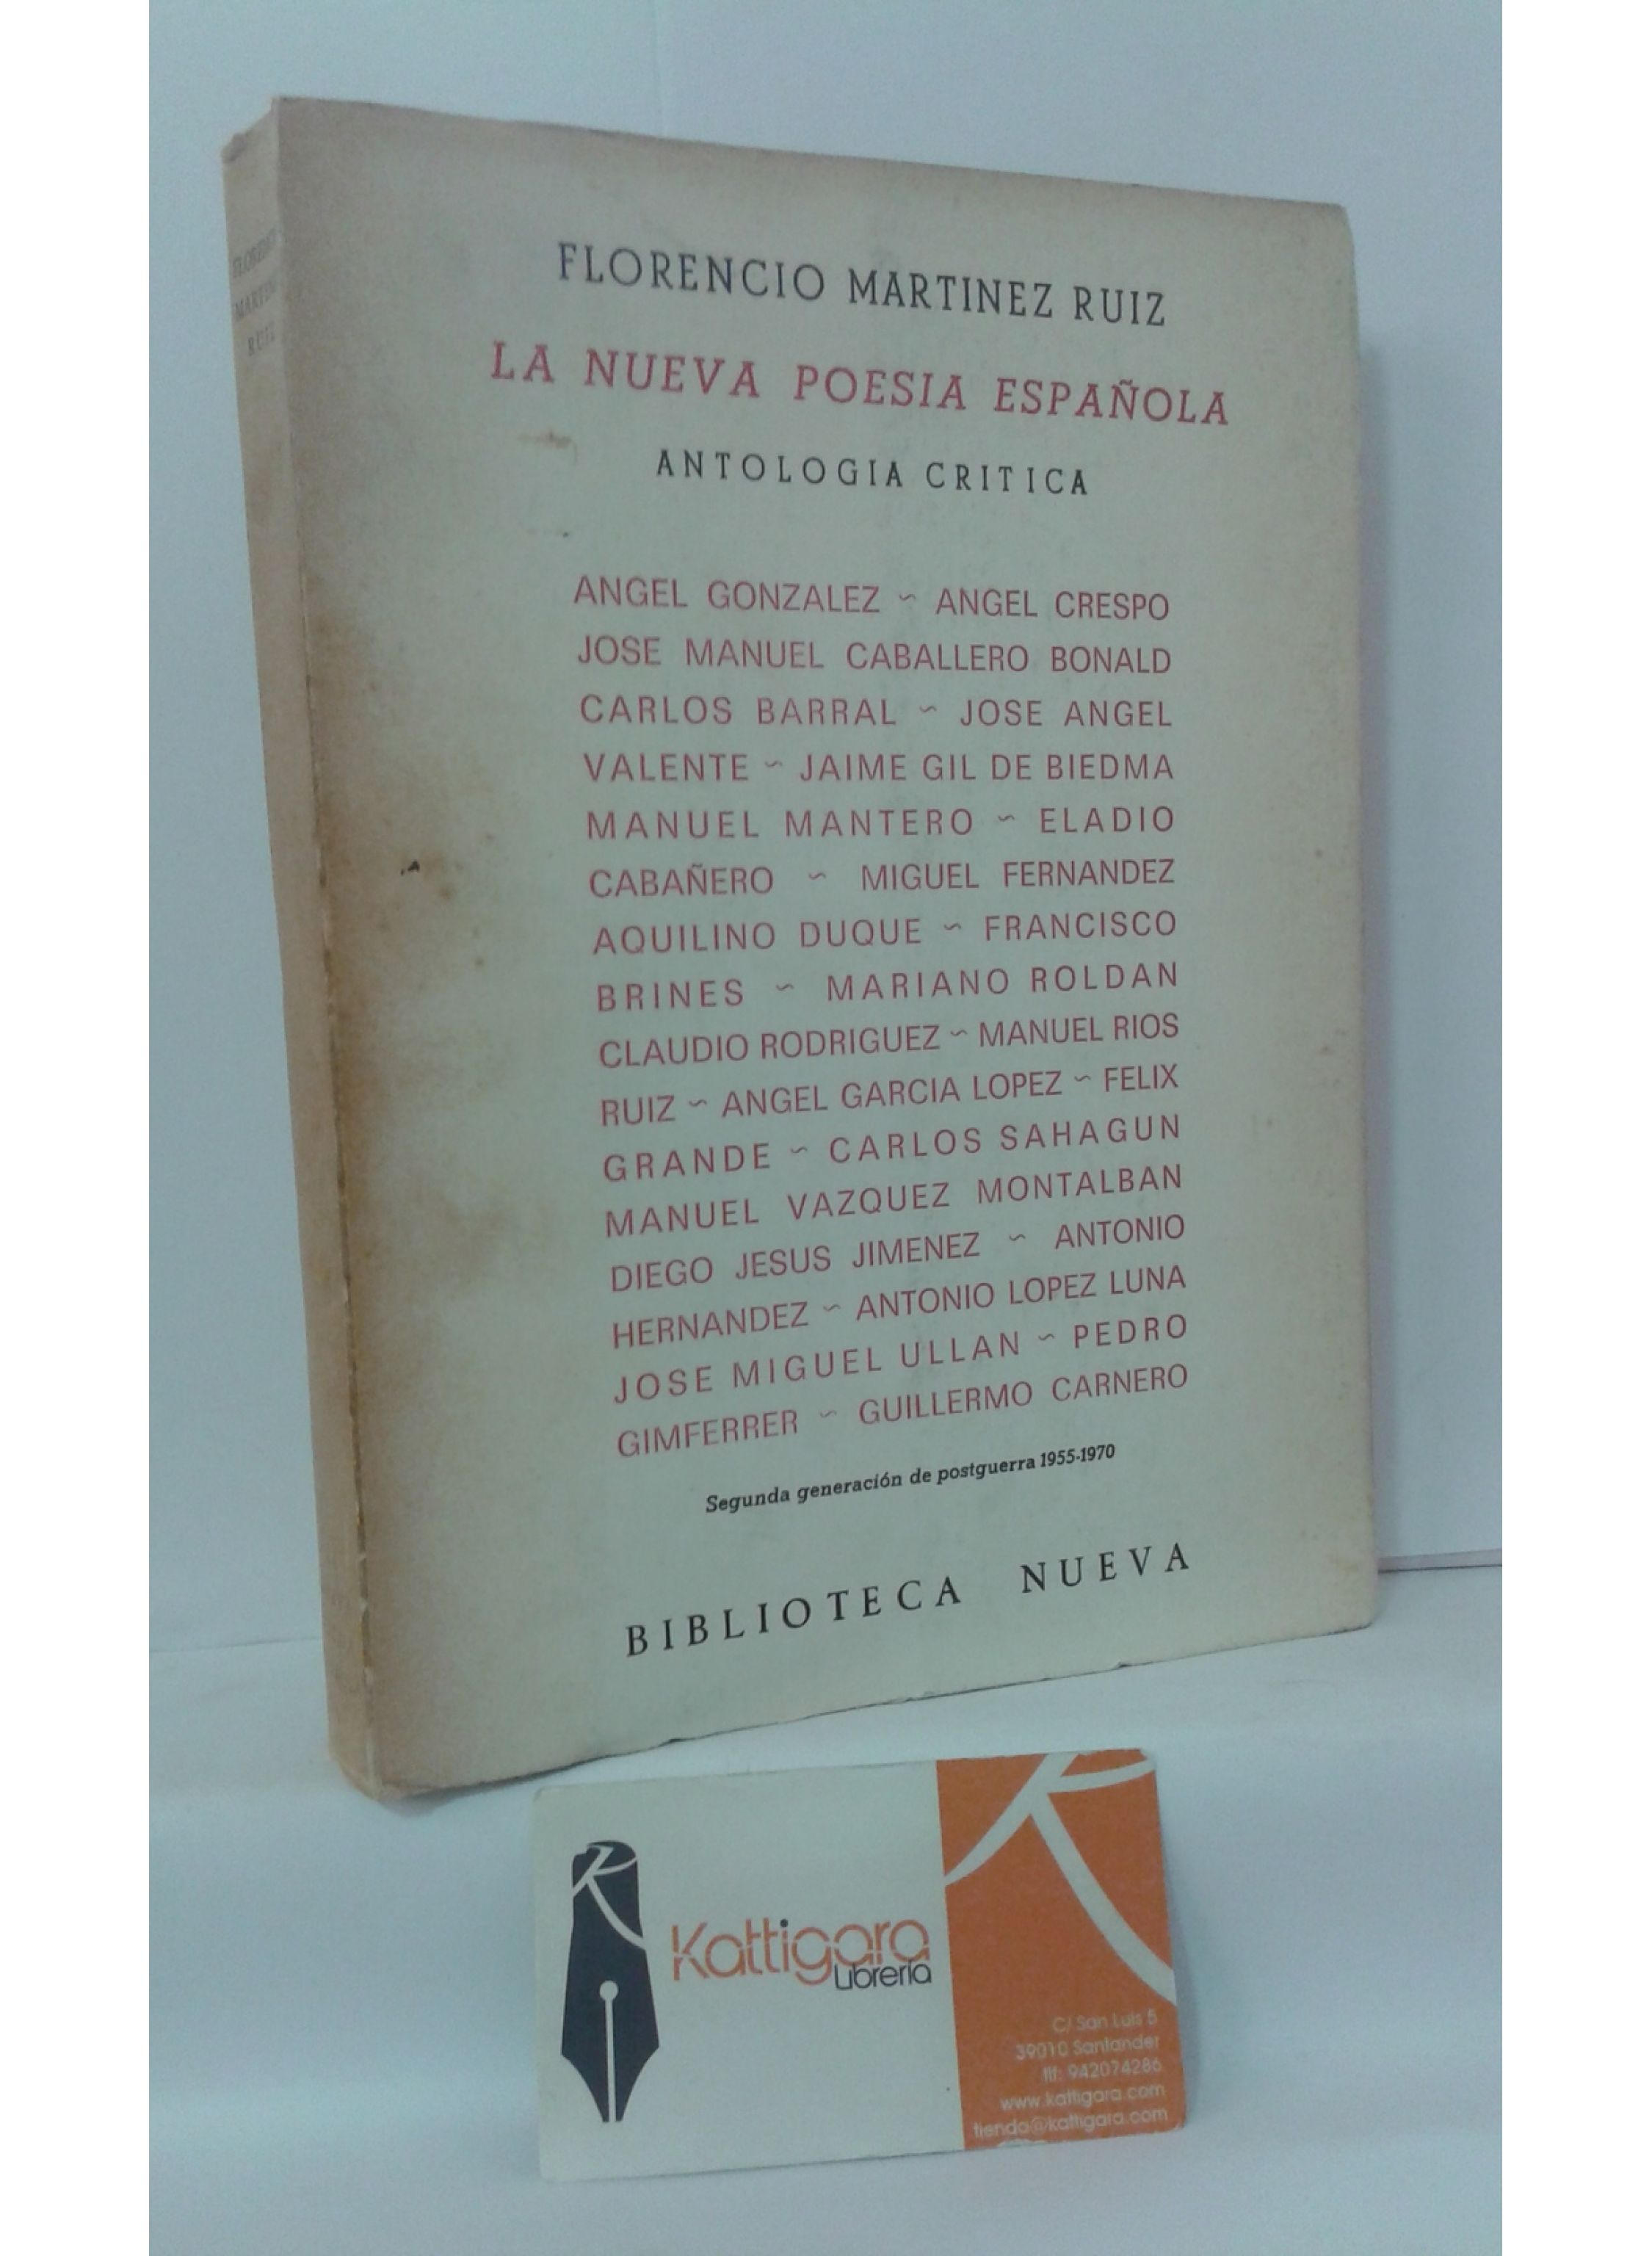 FLORENCIO
MARTINEZ
RUIZ
FLORENCIO MARTINEZ RUIZ
LA NUEVA POESIA ESPAÑOLA
ANTOLOGIA CRITICA
ANGEL GONZALEZ ~ ANGEL CRESPO
JOSE MANUEL CABALLERO BONALD
CARLOS BARRAL ~ JOSE ANGEL
VALENTE ~ JAIME GIL DE BIEDMA
MANUEL MANTERO ~ ELADIO
CABAÑERO ~ MIGUEL FERNANDEZ
AQUILINO DUQUE ~ FRANCISCO
BRINES ~ MARIANO ROLDAN
CLAUDIO RODRIGUEZ ~ MANUEL RIOS
RUIZ ~ ANGEL GARCIA LOPEZ ~ FELIX
GRANDE ~ CARLOS SAHAGUN
MANUEL VAZQUEZ MONTALBAN
DIEGO JESUS JIMENEZ ~ ANTONIO
HERNANDEZ ~ ANTONIO LOPEZ LUNA
JOSE MIGUEL ULLAN ~ PEDRO
GIMFERRER ~ GUILLERMO CARNERO
Segunda generación de postguerra 1955-1970
BIBLIOTECA NUEVA
Kattigara
Librería
C/ San Luis 5
39010 Santander
tlf: 942074286
www.kattigara.com
tienda@kattigara.com